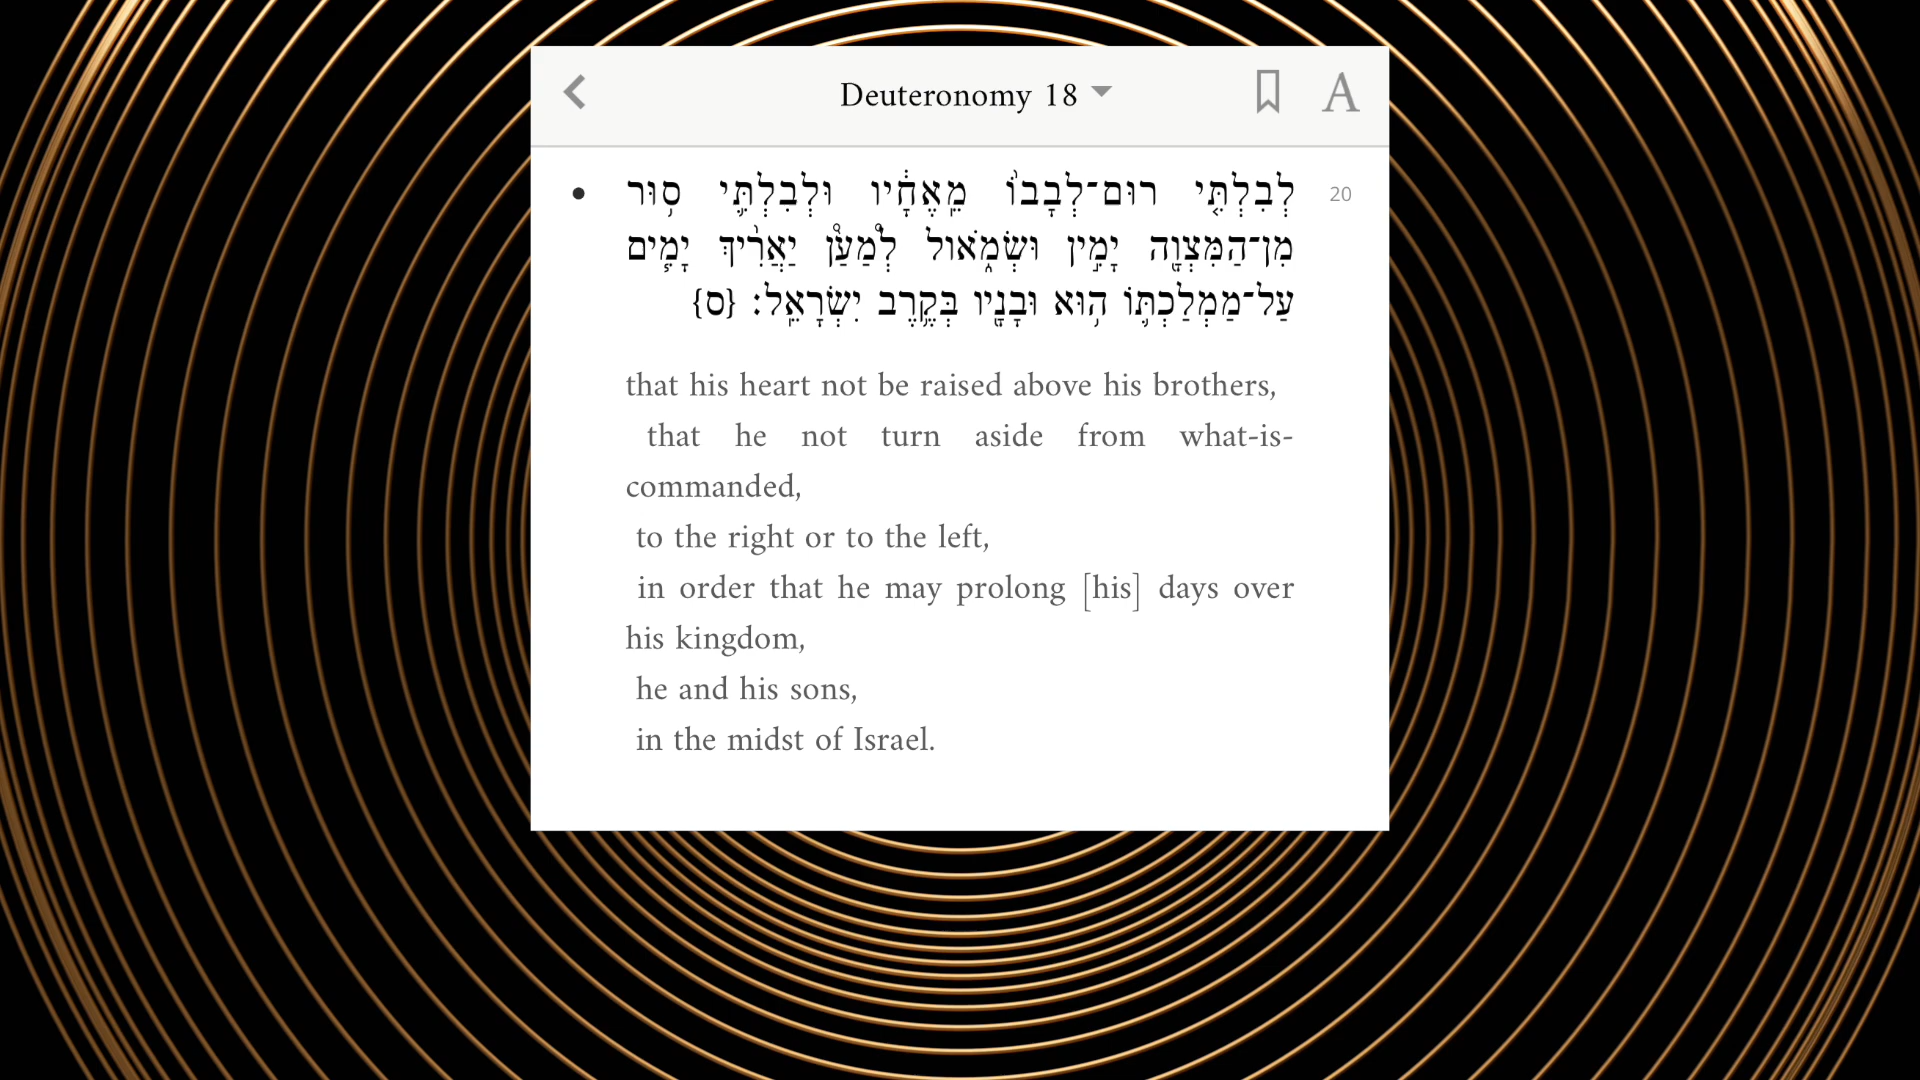 Deuteronomy 18
A
לְבִלְתִּ֤י רוּם־לְבָבוֹ֙ מֵֽאֶחָ֔יו וּלְבִלְתִּ֛י ס֥וּר
20
מִן־הַמִּצְוָ֖ה יָמִ֣ין וּשְׂמֹ֑אול לְמַ֩עַן֩ יַאֲרִ֨יךְ יָמִ֧ים
עַל־מַמְלַכְתּ֛וֹ ה֥וּא וּבָנָ֖יו בְּקֶ֥רֶב יִשְׂרָאֵֽל׃ {ס}
that his heart not be raised above his brothers,
that he not turn aside from what-is-
commanded,
to the right or to the left,
in order that he may prolong [his] days over
his kingdom,
he and his sons,
in the midst of Israel.